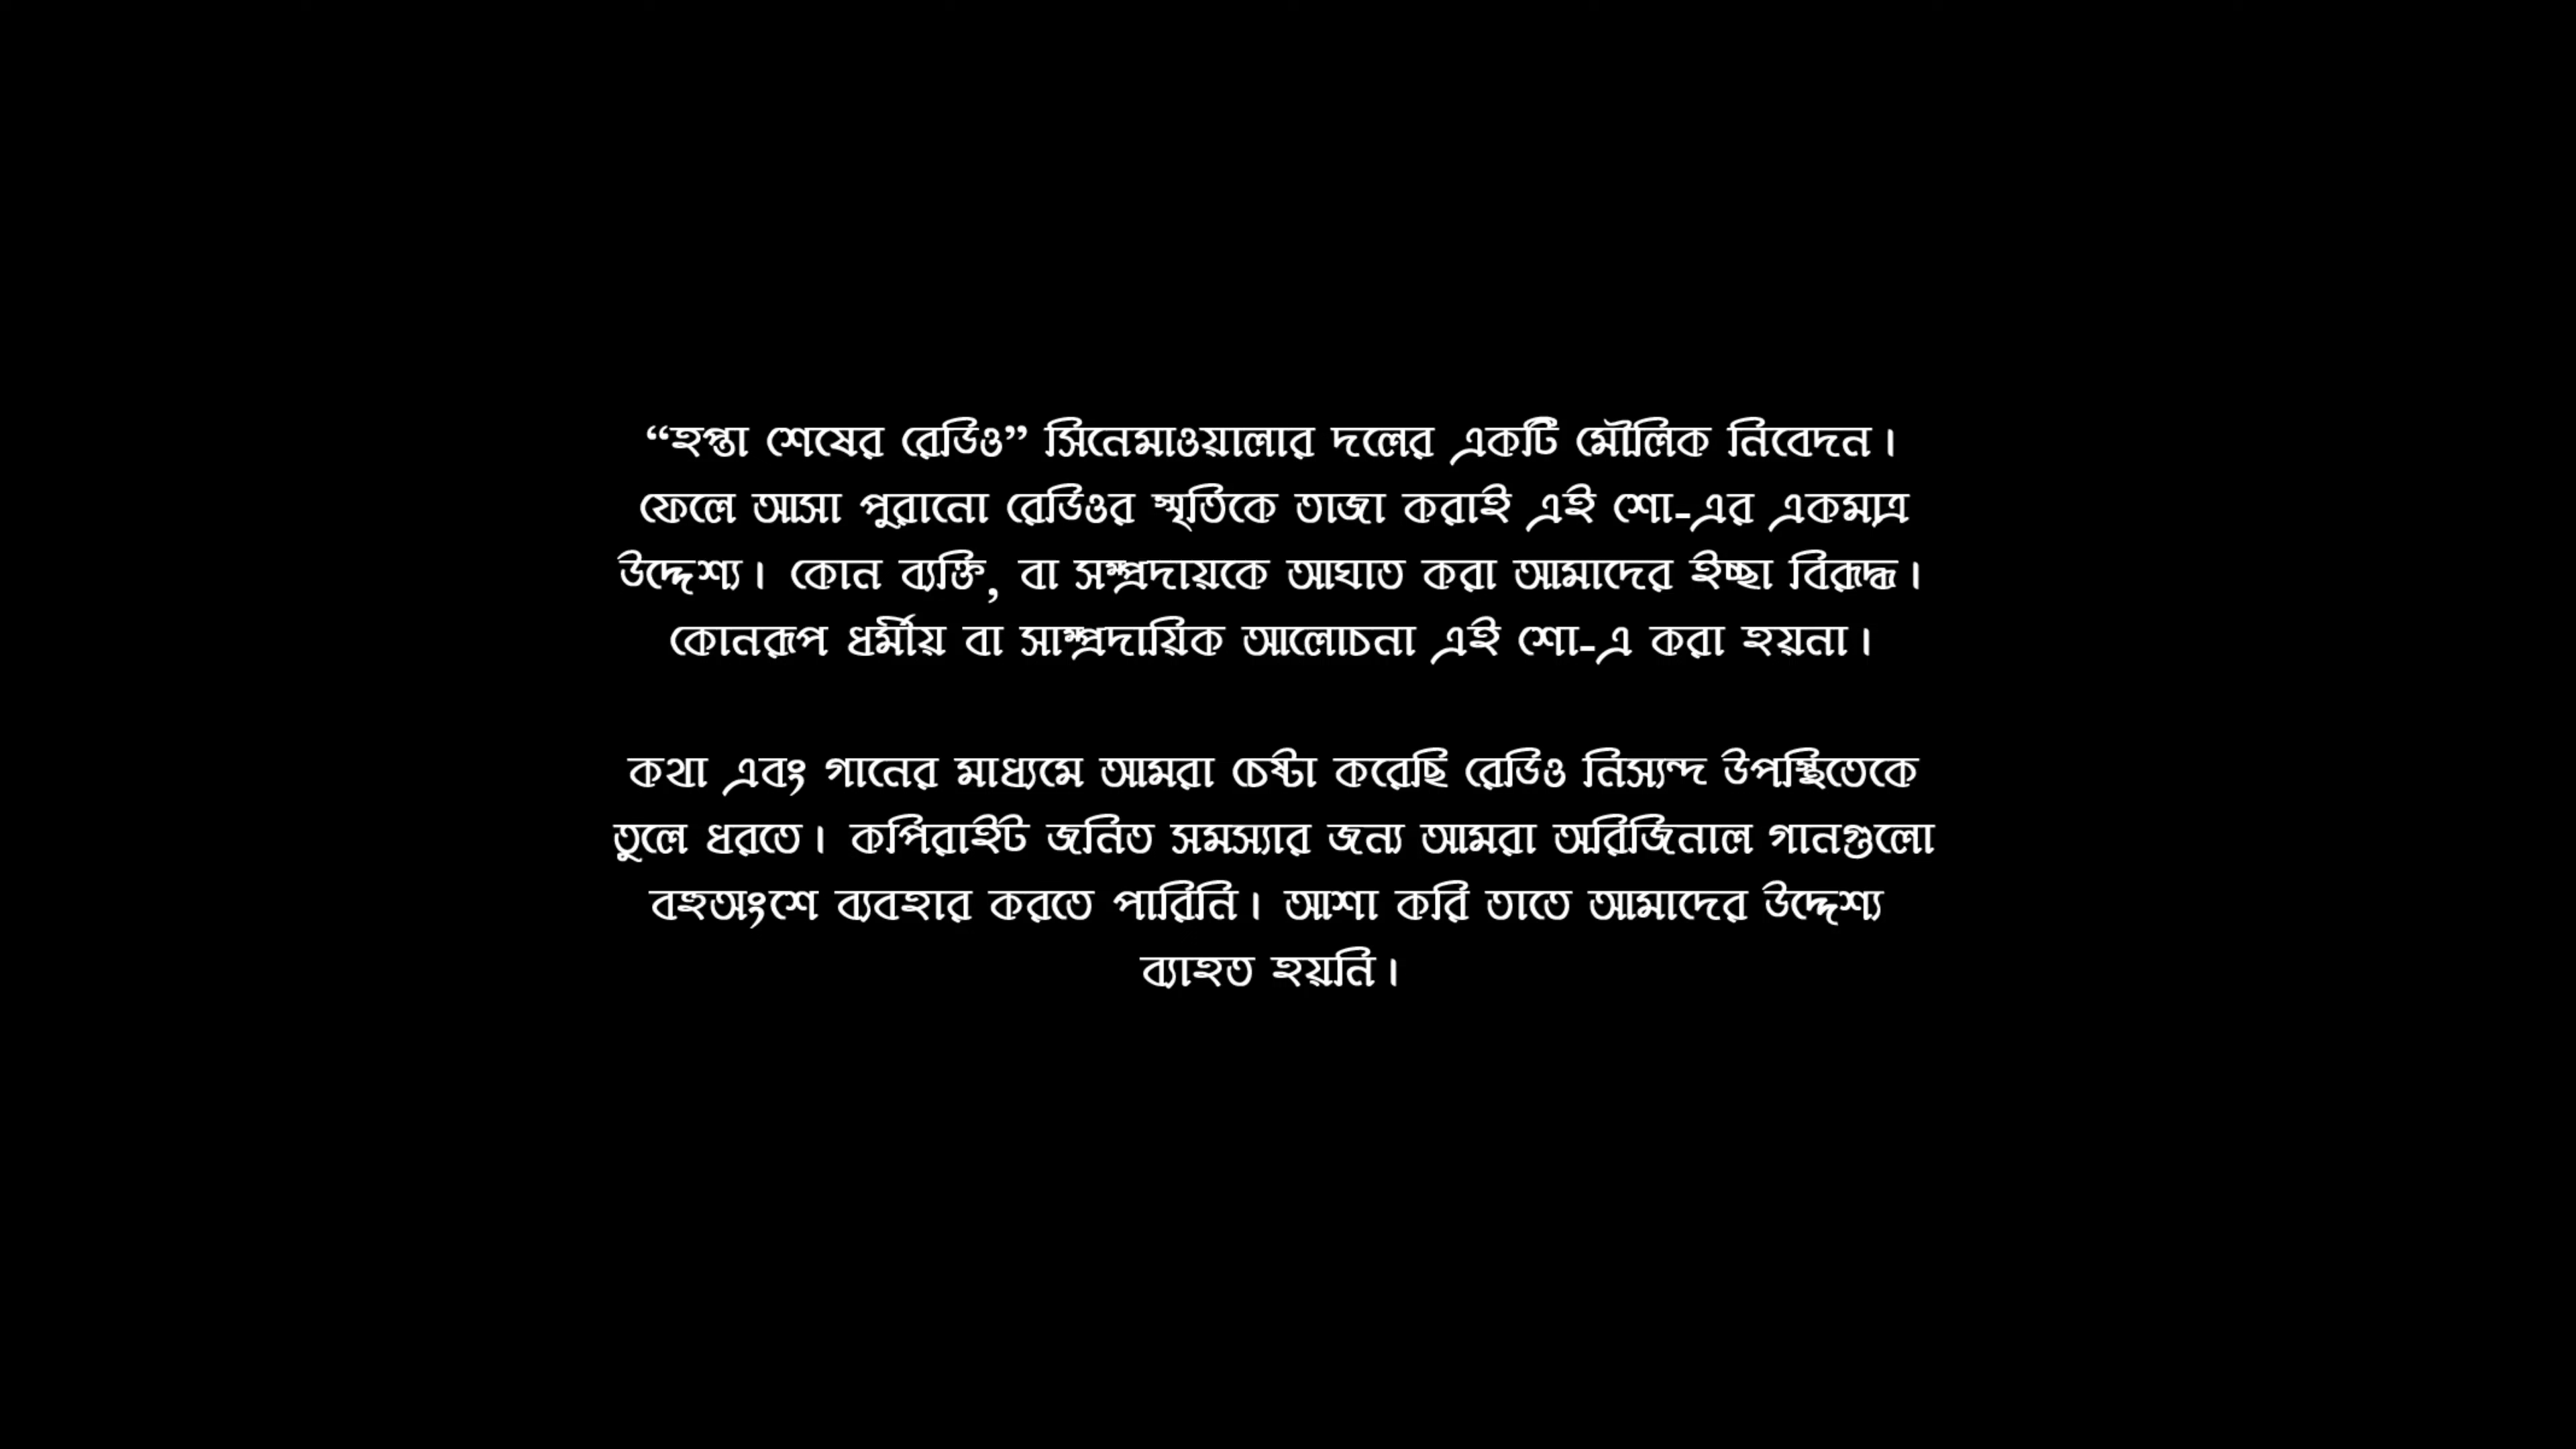 “হপ্তা শেষের রেডিও” সিনেমাওয়ালার দলের একটি মৌলিক নিবেদন।
ফেলে আসা পুরানো রেডিওর স্মৃতিকে তাজা করাই এই শো-এর একমাত্র
উদ্দেশ্য। কোন ব্যক্তি, বা সম্প্রদায়কে আঘাত করা আমাদের ইচ্ছা বিরূদ্ধ।
কোনরূপ ধর্মীয় বা সাম্প্রদায়িক আলোচনা এই শো-এ করা হয়না।
কথা এবং গানের মাধ্যমে আমরা চেষ্টা করেছি রেডিও নিস্যন্দ উপস্থিতেকে
তুলে ধরতে। কপিরাইট জনিত সমস্যার জন্য আমরা অরিজিনাল গানগুলো
বহুঅংশে ব্যবহার করতে পারিনি। আশা করি তাতে আমাদের উদ্দেশ্য
ব্যাহত হয়নি।